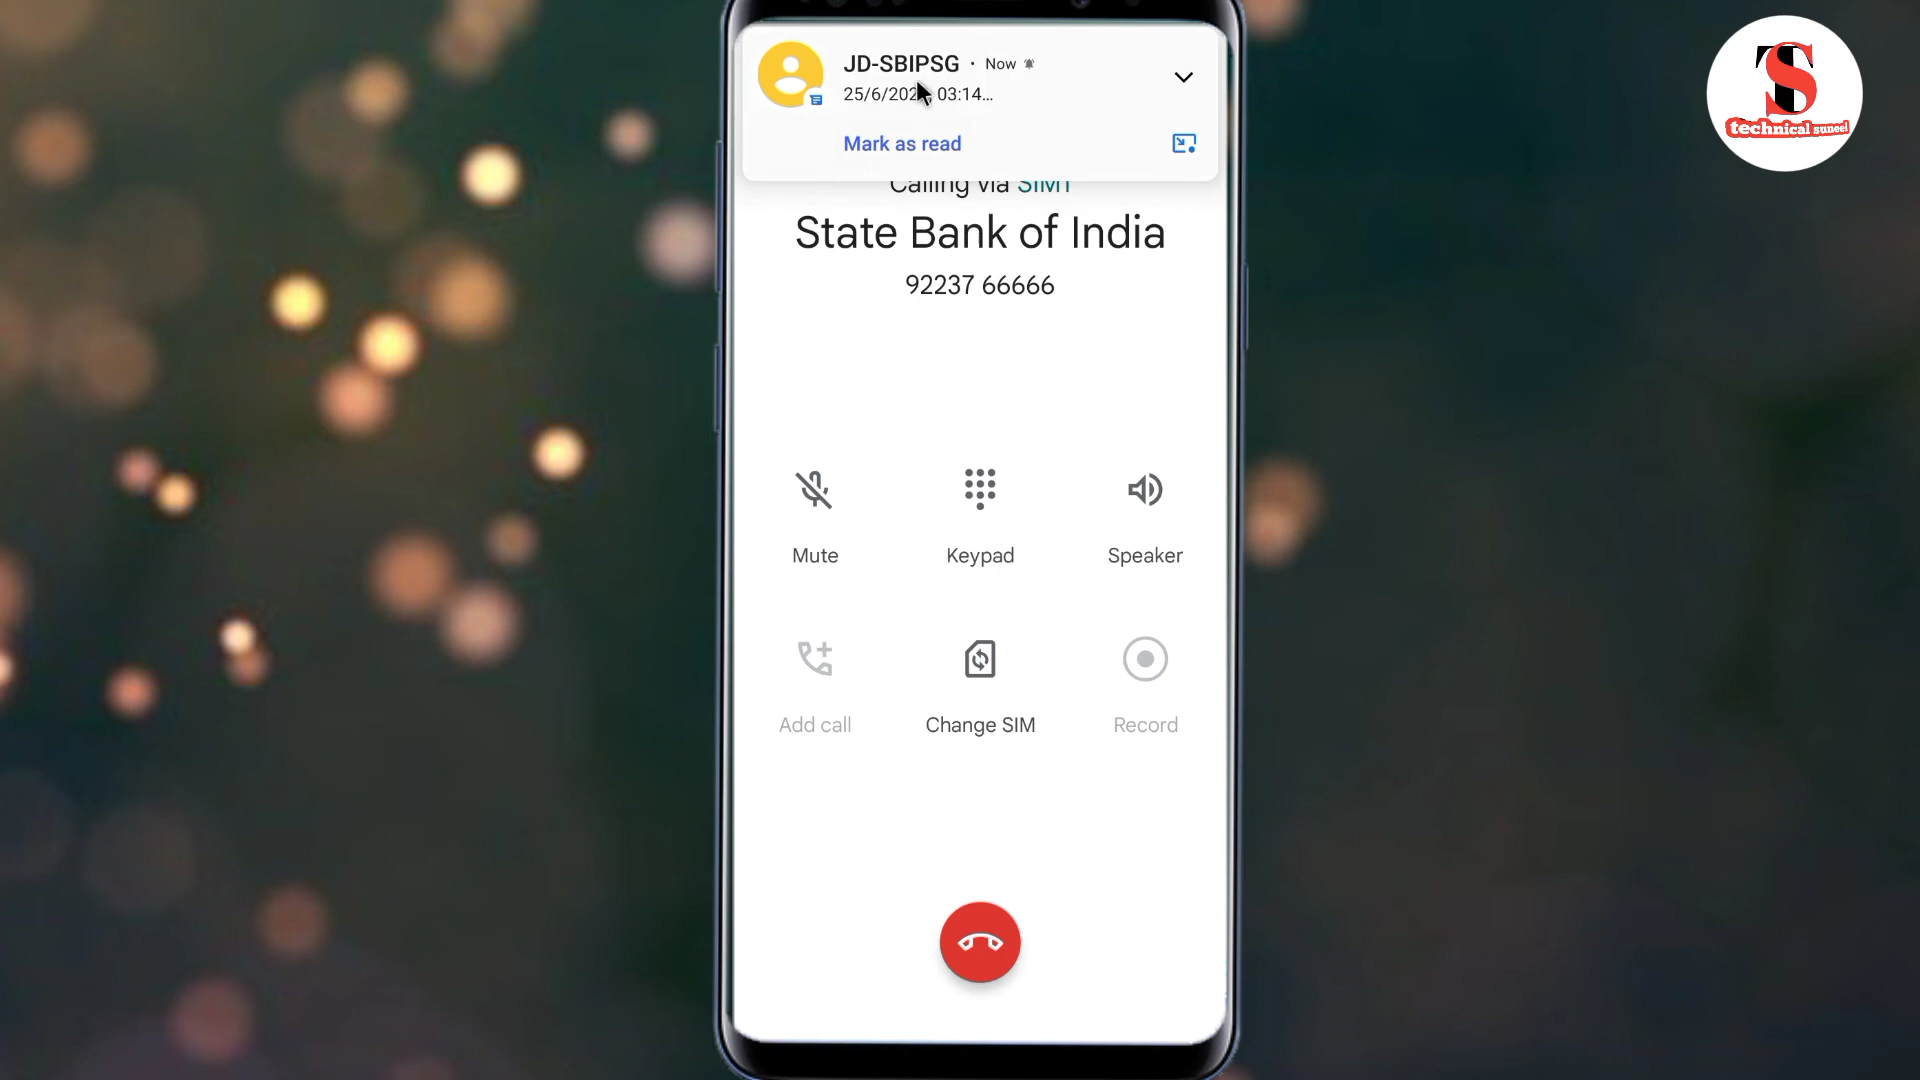 JD-SBIPSG · Now
25/6/202 03:14...
Mark as read
Calling via SIM1
State Bank of India
92237 66666
Mute Keypad Speaker
Add call Change SIM Record
TS
technical suneel